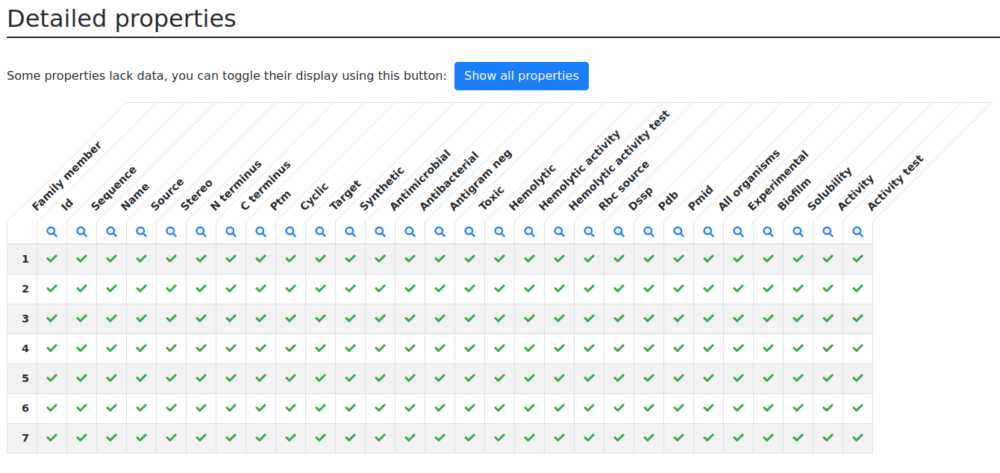 Detailed properties
Some properties lack data, you can toggle their display using this button: Show all properties
Family member
Id
Sequence
Name
Source
Stereo
N terminus
C terminus
Ptm
Cyclic
Target
Synthetic
Antimicrobial
Antibacterial
Antigram neg
Toxic
Hemolytic
Hemolytic activity
Hemolytic activity test
Rbc source
Dssp
Pdb
Pmid
All organisms
Experimental
Biofilm
Solubility
Activity
Activity test
1
2
3
4
5
6
7